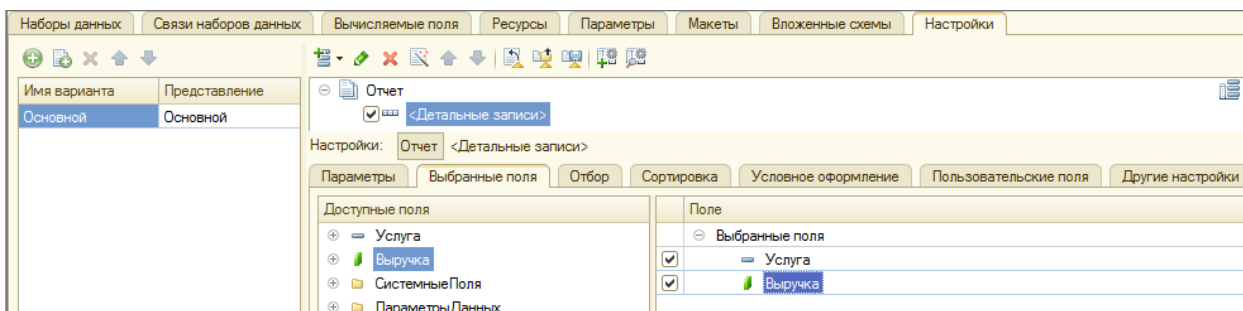 Наборы данных Связи наборов данных Вычисляемые поля Ресурсы Параметры Макеты Вложенные схемы Настройки
Имя варианта Представление
Основной Основной
Отчет
<Детальные записи>
Настройки: Отчет <Детальные записи>
Параметры Выбранные поля Отбор Сортировка Условное оформление Пользовательские поля Другие настройки
Доступные поля
Услуга
Выручка
СистемныеПоля
ПараметрыДанных
Поле
Выбранные поля
Услуга
Выручка